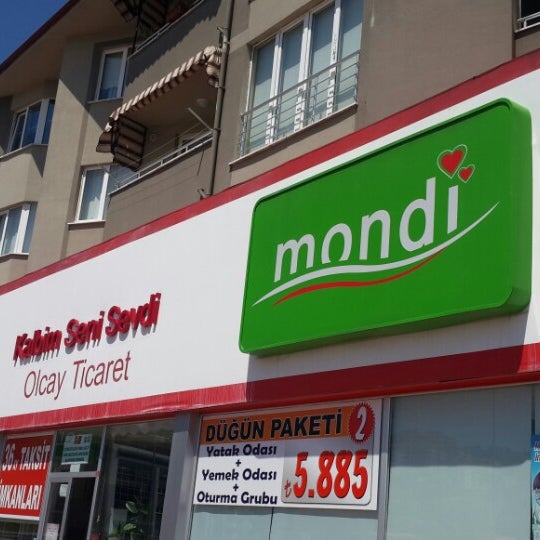 mondi
Kalbim Seni Sevdi
Olcay Ticaret
DÜĞÜN PAKETİ 2
Yatak Odası
+
Yemek Odası
+
Oturma Grubu
₺5.885
36 TAKSİT
İMKANLARI